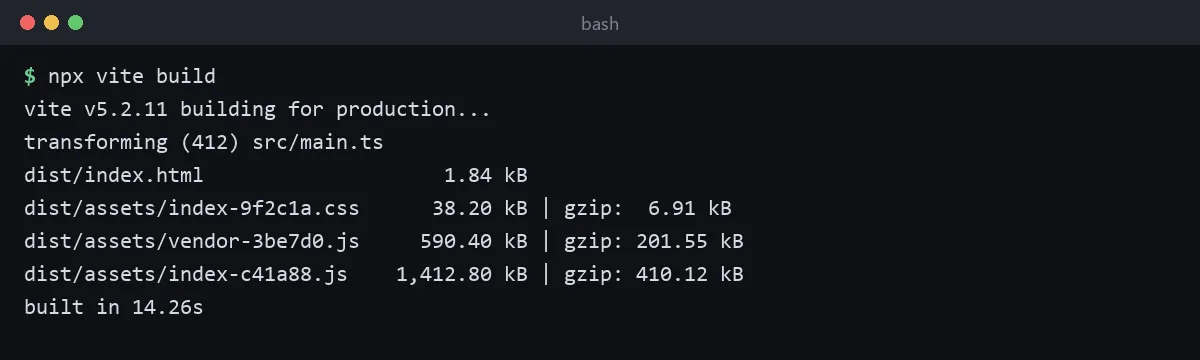 bash
$ npx vite build
vite v5.2.11 building for production...
transforming (412) src/main.ts
dist/index.html                    1.84 kB
dist/assets/index-9f2c1a.css      38.20 kB │ gzip:  6.91 kB
dist/assets/vendor-3be7d0.js     590.40 kB │ gzip: 201.55 kB
dist/assets/index-c41a88.js    1,412.80 kB │ gzip: 410.12 kB
built in 14.26s